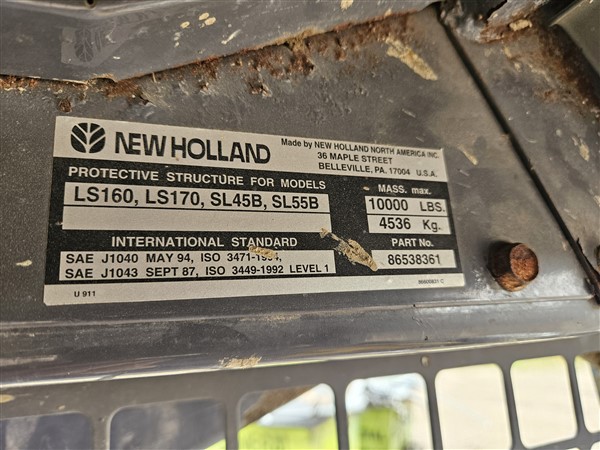 NEW HOLLAND
Made by NEW HOLLAND NORTH AMERICA INC.
36 MAPLE STREET
BELLEVILLE, PA. 17004 U.S.A.
PROTECTIVE STRUCTURE FOR MODELS
LS160, LS170, SL45B, SL55B
MASS. max.
10000 LBS.
4536 Kg.
INTERNATIONAL STANDARD
SAE J1040 MAY 94, ISO 3471-1994,
SAE J1043 SEPT 87, ISO 3449-1992 LEVEL 1
PART No.
86538361
U 911